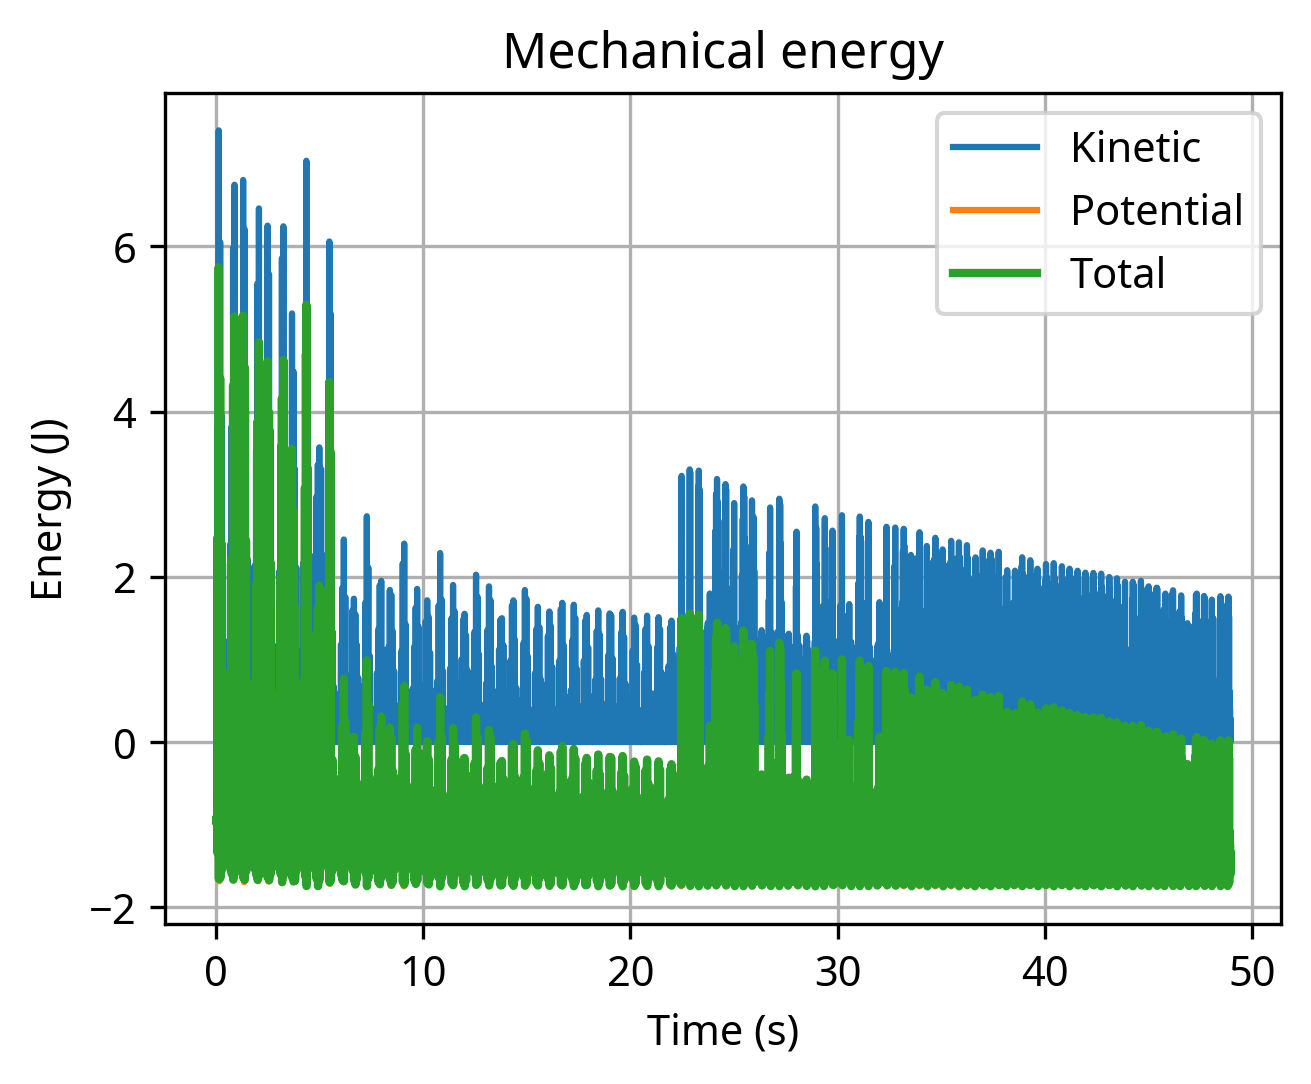 Mechanical energy
Kinetic
Potential
Total
Energy (J)
6
4
2
0
−2
0 10 20 30 40 50
Time (s)